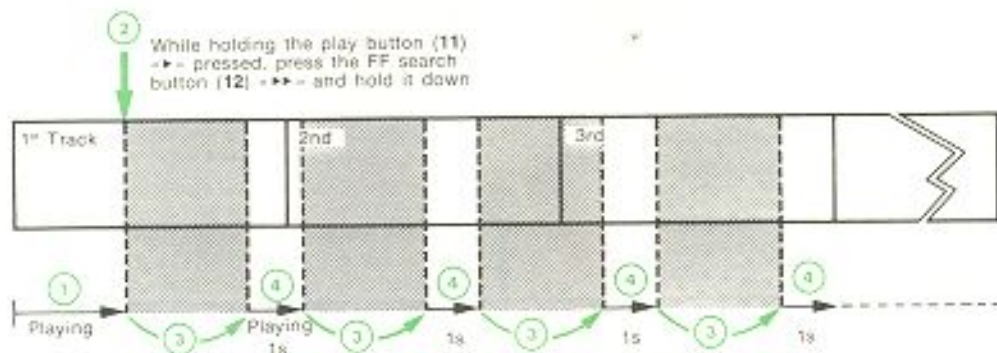 2
While holding the play button (11)
-►- pressed, press the FF search
button (12) -►►- and hold it down
1st Track
2nd
3rd
1
4
4
4
4
Playing
3
Playing
1s
3
1s
3
1s
3
1s